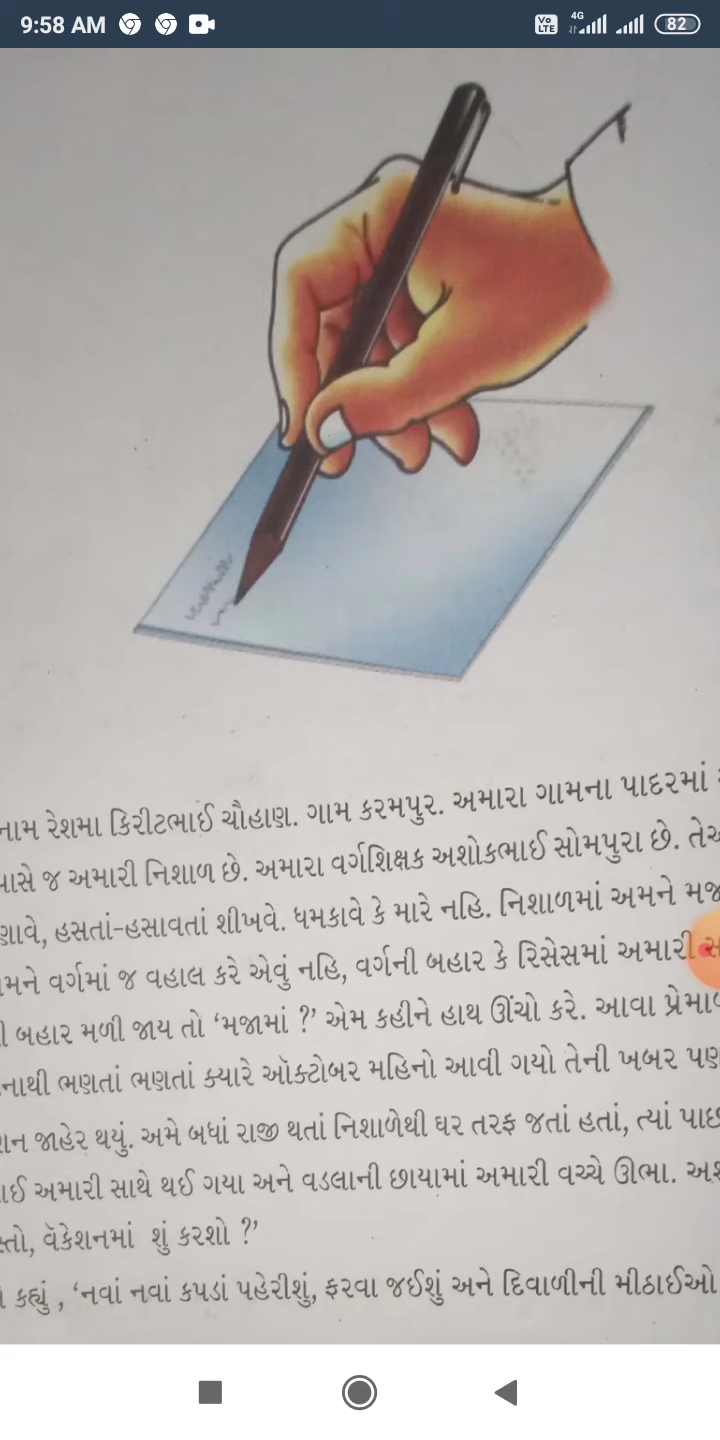 9:58 AM
Vo LTE 4G 82
નામ રેશમા કિરીટભાઈ ચૌહાણ. ગામ કરમપુર. અમારા ગામના પાદરમાં
પાસે જ અમારી નિશાળ છે. અમારા વર્ગશિક્ષક અશોકભાઈ સોમપુરા છે.
હસતાં-હસાવતાં શીખવે. ધમકાવે કે મારે નહિ. નિશાળમાં અમને
વર્ગમાં જ વહાલ કરે એવું નહિ, વર્ગની બહાર કે રિસેસમાં અમારી
બહાર મળી જાય તો ‘મજામાં ?’ એમ કહીને હાથ ઊંચો કરે. આવા
ભણતાં ભણતાં ક્યારે ઑક્ટોબર મહિનો આવી ગયો તેની ખબર પણ
જાહેર થયું. અમે બધાં રાજી થતાં નિશાળેથી ઘર તરફ જતાં હતાં, ત્યાં
અમારી સાથે થઈ ગયા અને વડલાની છાયામાં અમારી વચ્ચે ઊભા.
વૅકેશનમાં શું કરશો ?’
કહ્યું , ‘નવાં નવાં કપડાં પહેરીશું, ફરવા જઈશું અને દિવાળીની મીઠાઈઓ